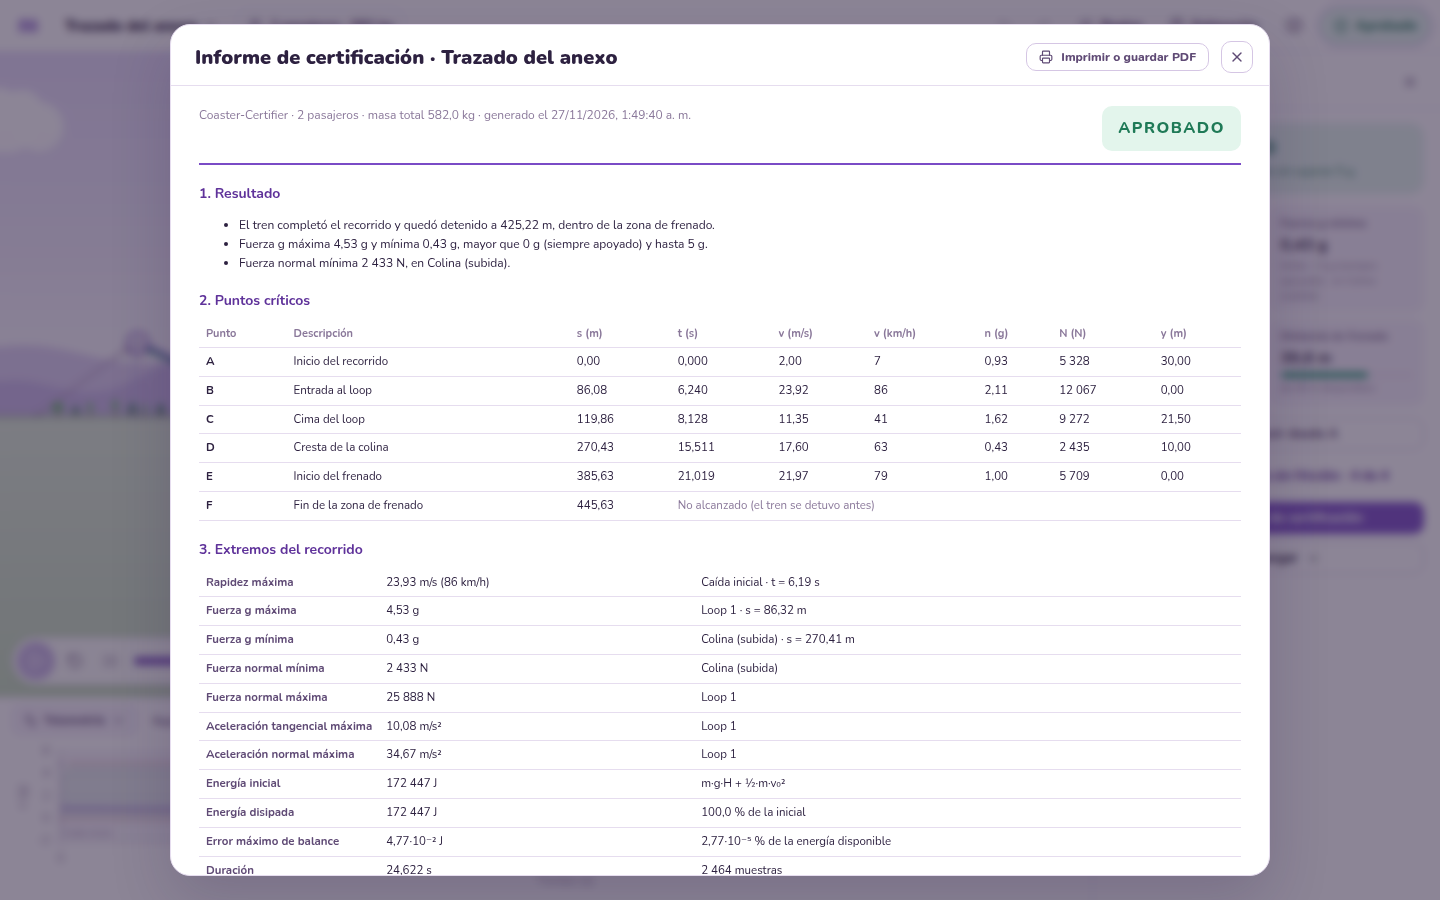 Informe de certificación · Trazado del anexo
Imprimir o guardar PDF
Coaster-Certifier · 2 pasajeros · masa total 582,0 kg · generado el 27/11/2026, 1:49:40 a. m.
APROBADO
1. Resultado
• El tren completó el recorrido y quedó detenido a 425,22 m, dentro de la zona de frenado.
• Fuerza g máxima 4,53 g y mínima 0,43 g, mayor que 0 g (siempre apoyado) y hasta 5 g.
• Fuerza normal mínima 2 433 N, en Colina (subida).
2. Puntos críticos
Punto Descripción s (m) t (s) v (m/s) v (km/h) n (g) N (N) y (m)
A Inicio del recorrido 0,00 0,000 2,00 7 0,93 5 328 30,00
B Entrada al loop 86,08 6,240 23,92 86 2,11 12 067 0,00
C Cima del loop 119,86 8,128 11,35 41 1,62 9 272 21,50
D Cresta de la colina 270,43 15,511 17,60 63 0,43 2 435 10,00
E Inicio del frenado 385,63 21,019 21,97 79 1,00 5 709 0,00
F Fin de la zona de frenado 445,63 No alcanzado (el tren se detuvo antes)
3. Extremos del recorrido
Rapidez máxima 23,93 m/s (86 km/h) Caída inicial · t = 6,19 s
Fuerza g máxima 4,53 g Loop 1 · s = 86,32 m
Fuerza g mínima 0,43 g Colina (subida) · s = 270,41 m
Fuerza normal mínima 2 433 N Colina (subida)
Fuerza normal máxima 25 888 N Loop 1
Aceleración tangencial máxima 10,08 m/s² Loop 1
Aceleración normal máxima 34,67 m/s² Loop 1
Energía inicial 172 447 J m·g·H + ½·m·v₀²
Energía disipada 172 447 J 100,0 % de la inicial
Error máximo de balance 4,77·10⁻² J 2,77·10⁻⁵ % de la energía disponible
Duración 24,622 s 2 464 muestras